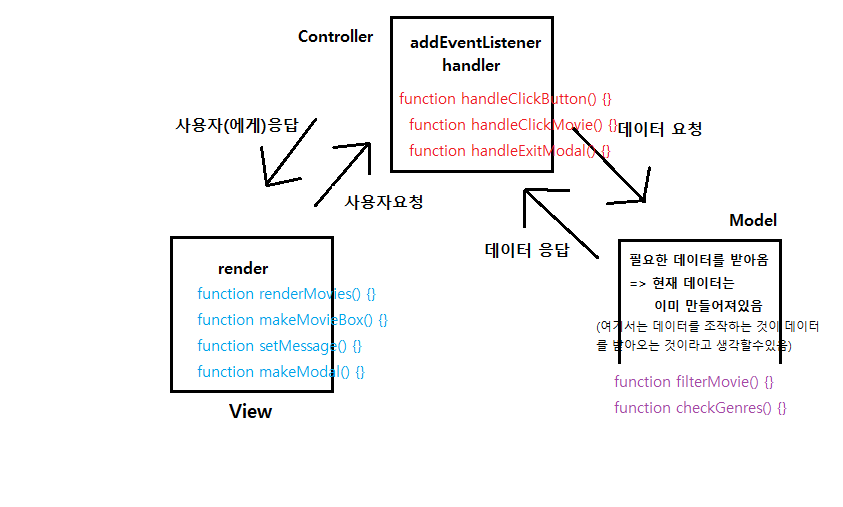 Controller
addEventListener
handler
function handleClickButton() {}
function handleClickMovie() {}
function handleExitModal() {}
사용자(에게)응답
사용자요청
데이터 요청
데이터 응답
Model
필요한 데이터를 받아옴
=> 현재 데이터는
이미 만들어져있음
(여기서는 데이터를 조작하는 것이 데이터
를 받아오는 것이라고 생각할수있음)
function filterMovie() {}
function checkGenres() {}
render
function renderMovies() {}
function makeMovieBox() {}
function setMessage() {}
function makeModal() {}
View